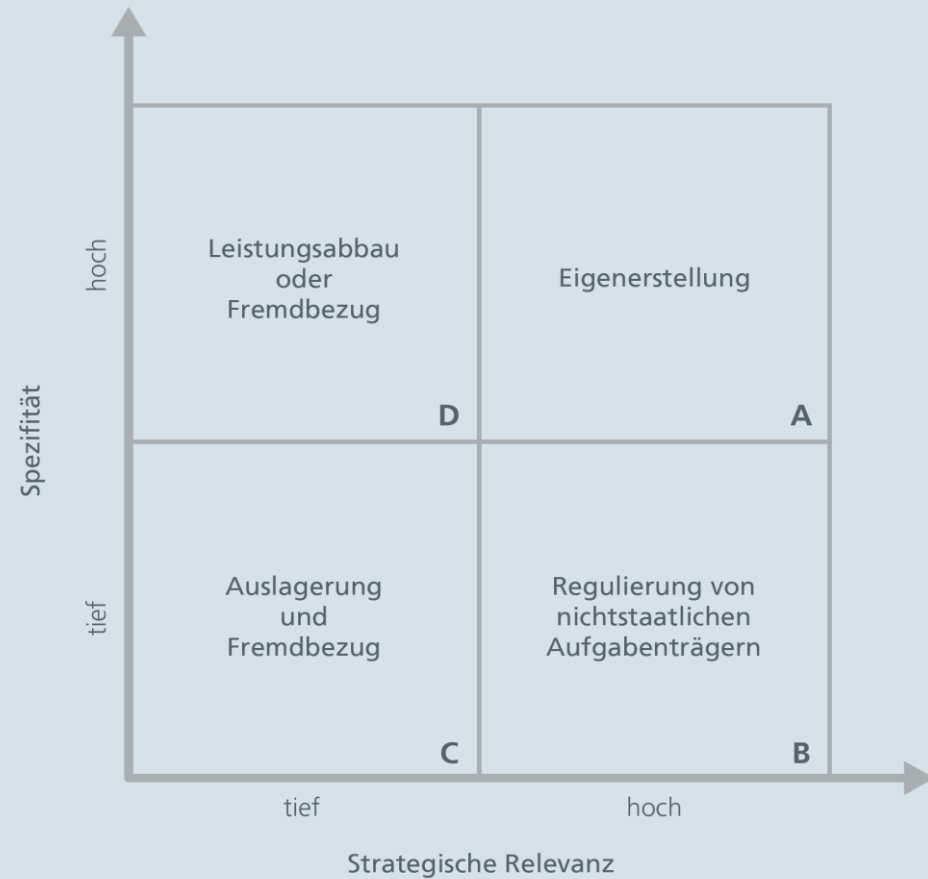 hoch
Leistungsabbau
oder
Fremdbezug
D
Eigenerstellung
A
Spezifität
tief
Auslagerung
und
Fremdbezug
C
Regulierung von
nichtstaatlichen
Aufgabenträgern
B
tief
hoch
Strategische Relevanz